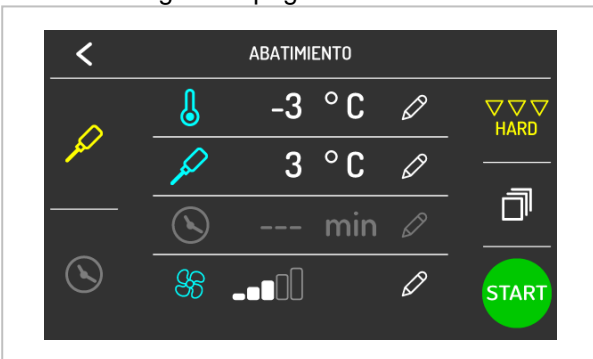 ABATIMIENTO
-3 °C
HARD
3 °C
--- min
START